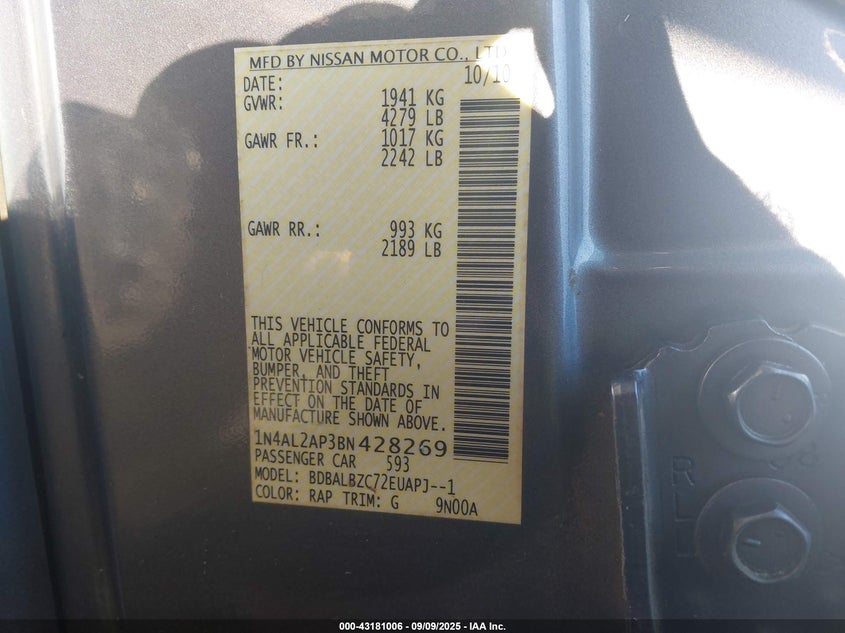 MFD BY NISSAN MOTOR CO., LTD
DATE: 10/10
GVWR: 1941 KG
4279 LB
GAWR FR.: 1017 KG
2242 LB
GAWR RR.: 993 KG
2189 LB
THIS VEHICLE CONFORMS TO
ALL APPLICABLE FEDERAL
MOTOR VEHICLE SAFETY,
BUMPER, AND THEFT
PREVENTION STANDARDS IN
EFFECT ON THE DATE OF
MANUFACTURE SHOWN ABOVE.
1N4AL2AP3BN428269
PASSENGER CAR 593
MODEL: BDBALBZC72EUAPJ--1
COLOR: RAP TRIM: G 9N00A
R
L
000-43181006 - 09/09/2025 - IAA Inc.